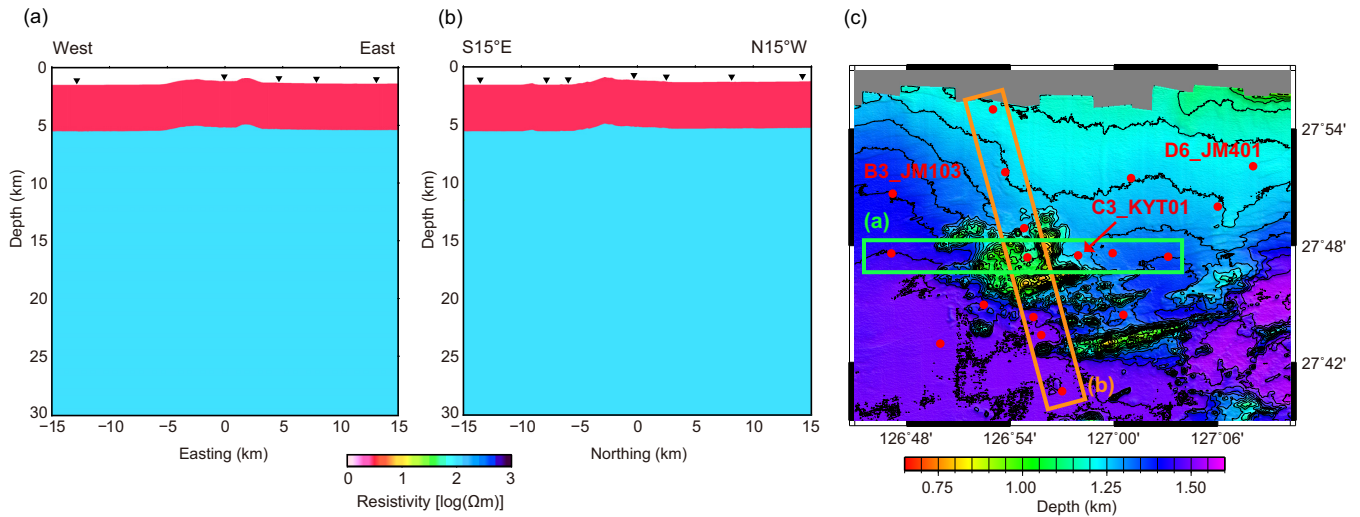 (a)
West
East
Depth (km)
0
5
10
15
20
25
30
−15
−10
−5
0
5
10
15
Easting (km)
(b)
S15°E
N15°W
Depth (km)
0
5
10
15
20
25
30
−15
−10
−5
0
5
10
15
Northing (km)
0
1
2
3
Resistivity [log(Ωm)]
(c)
D6_JM401
B3_JM103
C3_KYT01
(a)
(b)
27˚54'
27˚48'
27˚42'
126˚48'
126˚54'
127˚00'
127˚06'
0.75
1.00
1.25
1.50
Depth (km)